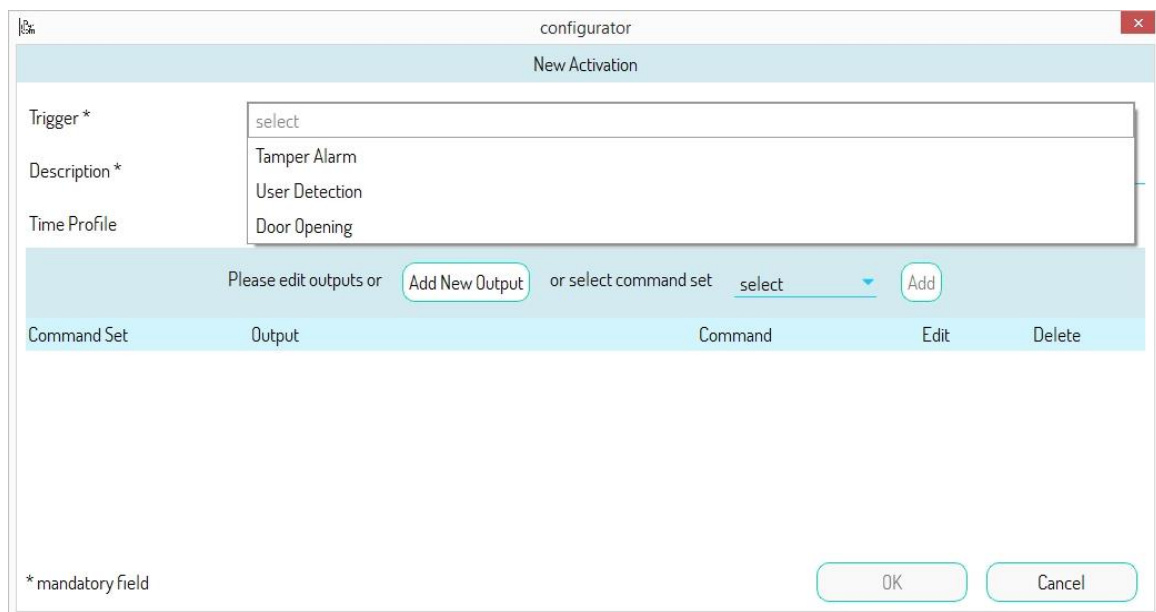 configurator
New Activation
Trigger *
select
Tamper Alarm
Description *
User Detection
Time Profile
Door Opening
Please edit outputs or Add New Output or select command set select Add
Command Set Output Command Edit Delete
* mandatory field OK Cancel